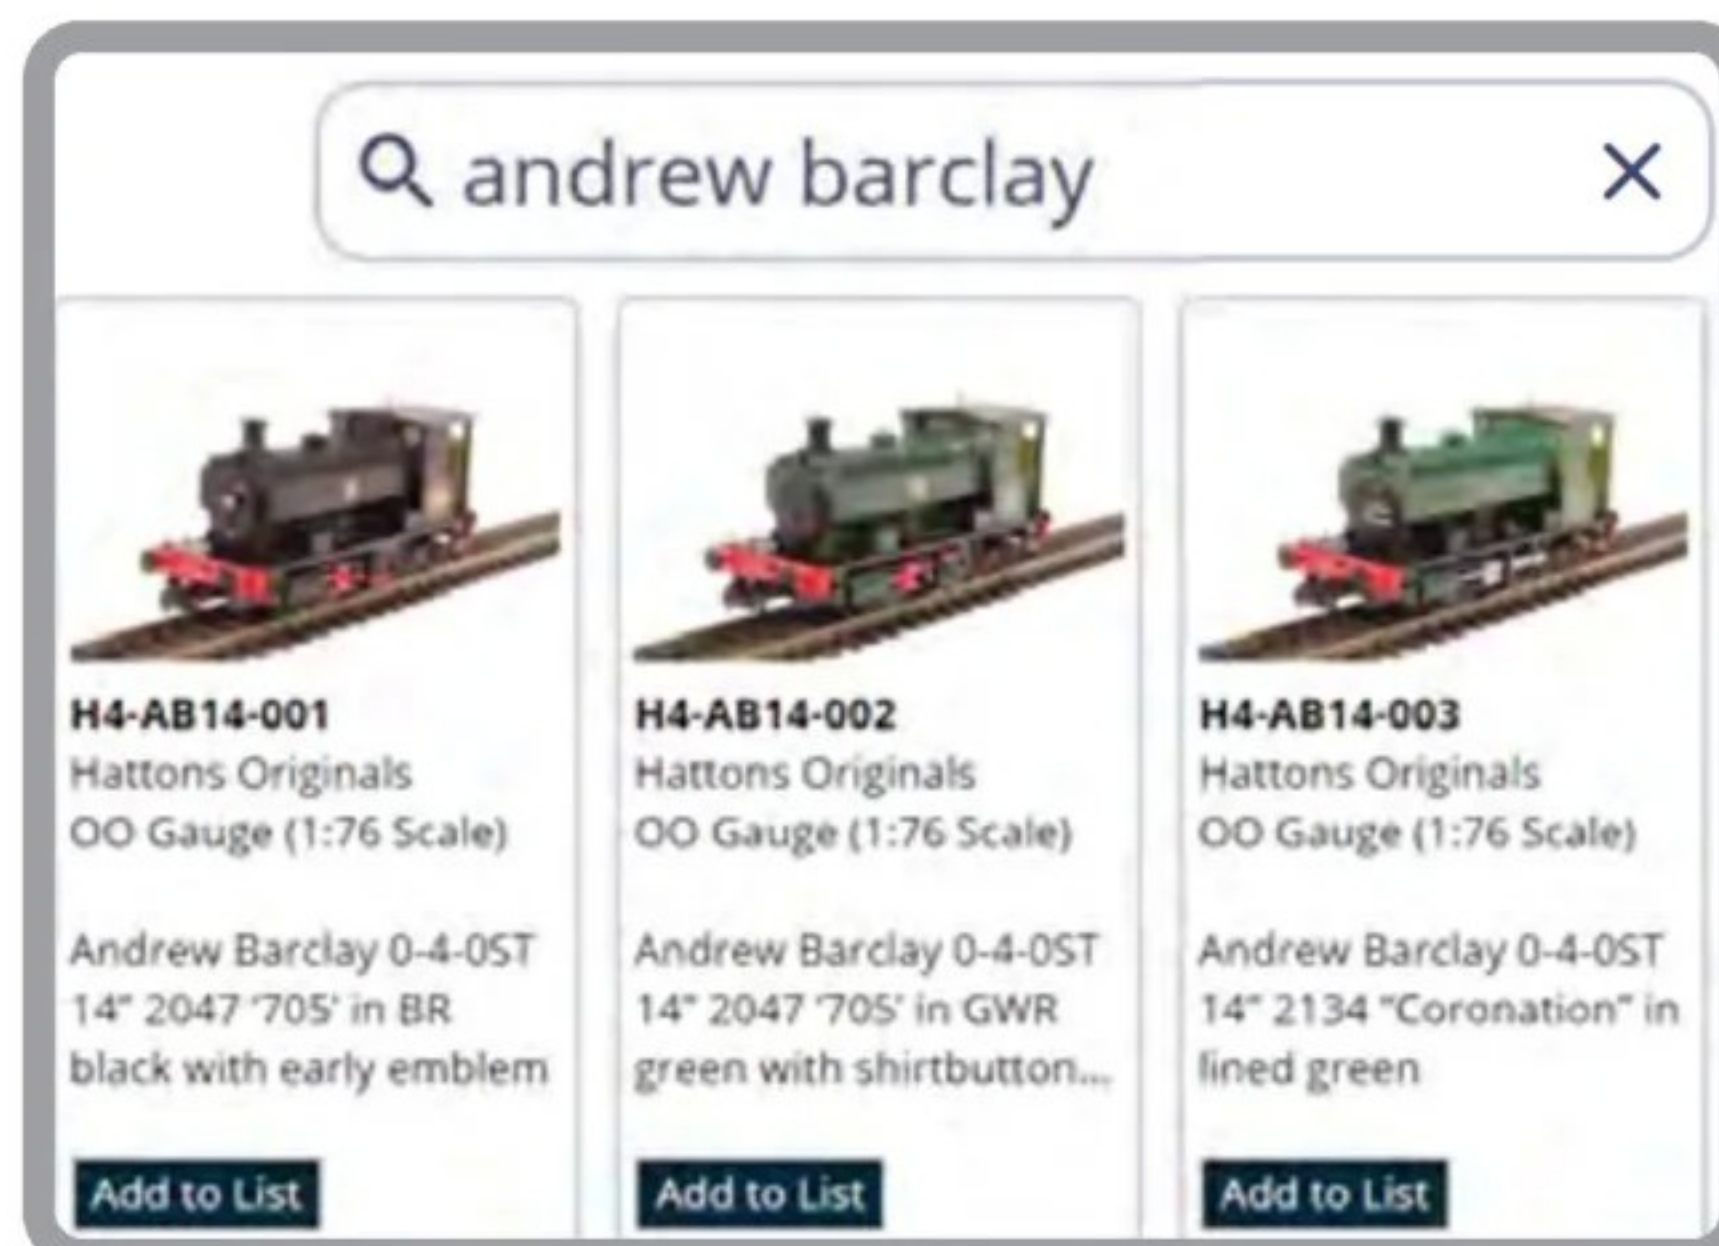 andrew barclay
H4-AB14-001
Hattons Originals
OO Gauge (1:76 Scale)
Andrew Barclay 0-4-0ST
14" 2047 '705' in BR
black with early emblem
Add to List
H4-AB14-002
Hattons Originals
OO Gauge (1:76 Scale)
Andrew Barclay 0-4-0ST
14" 2047 '705' in GWR
green with shirtbutton...
Add to List
H4-AB14-003
Hattons Originals
OO Gauge (1:76 Scale)
Andrew Barclay 0-4-0ST
14" 2134 "Coronation" in
lined green
Add to List